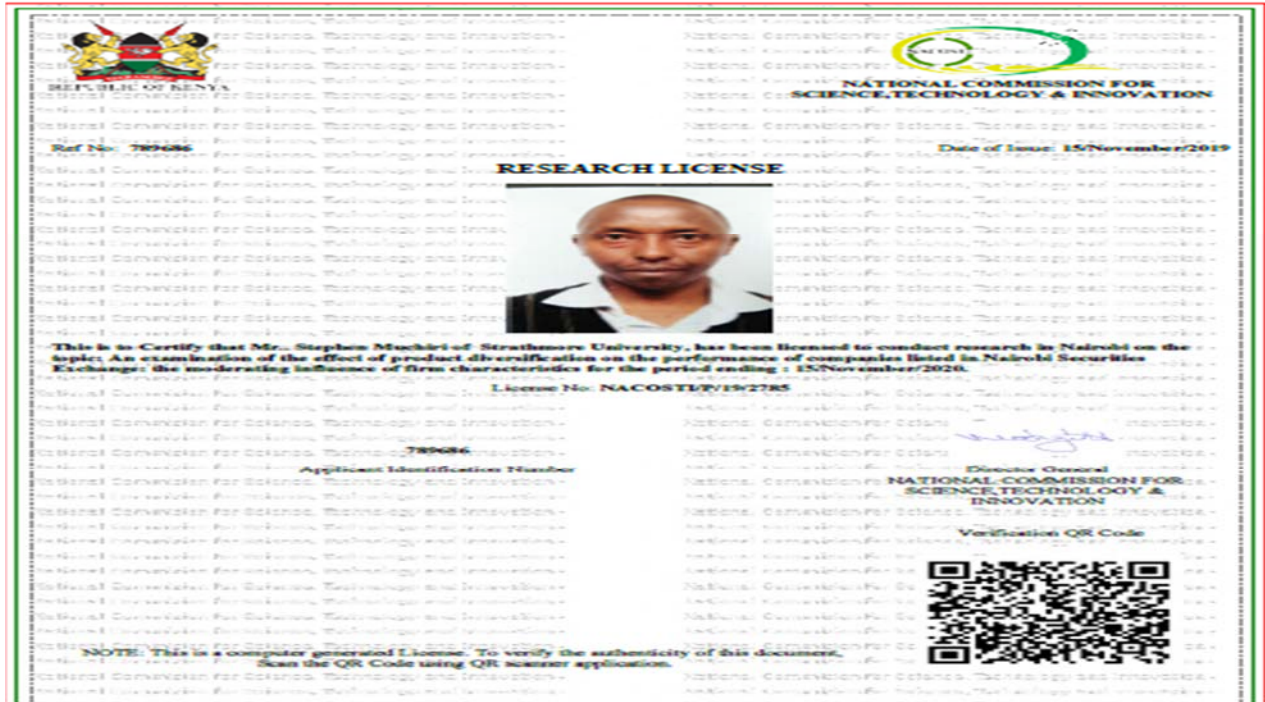 REPUBLIC OF KENYA
NACOSTI
NATIONAL COMMISSION FOR
SCIENCE,TECHNOLOGY & INNOVATION
Ref No: 789686
Date of Issue: 15/November/2019
RESEARCH LICENSE
This is to Certify that Mr.. Stephen Muchiri of Strathmore University, has been licensed to conduct research in Nairobi on the
topic: An examination of the effect of product diversification on the performance of companies listed in Nairobi Securities
Exchange: the moderating influence of firm characteristics for the period ending : 15/November/2020.
License No: NACOSTI/P/19/2785
789686
Applicant Identification Number
Director General
NATIONAL COMMISSION FOR
SCIENCE,TECHNOLOGY &
INNOVATION
Verification QR Code
NOTE: This is a computer generated License. To verify the authenticity of this document,
Scan the QR Code using QR scanner application.